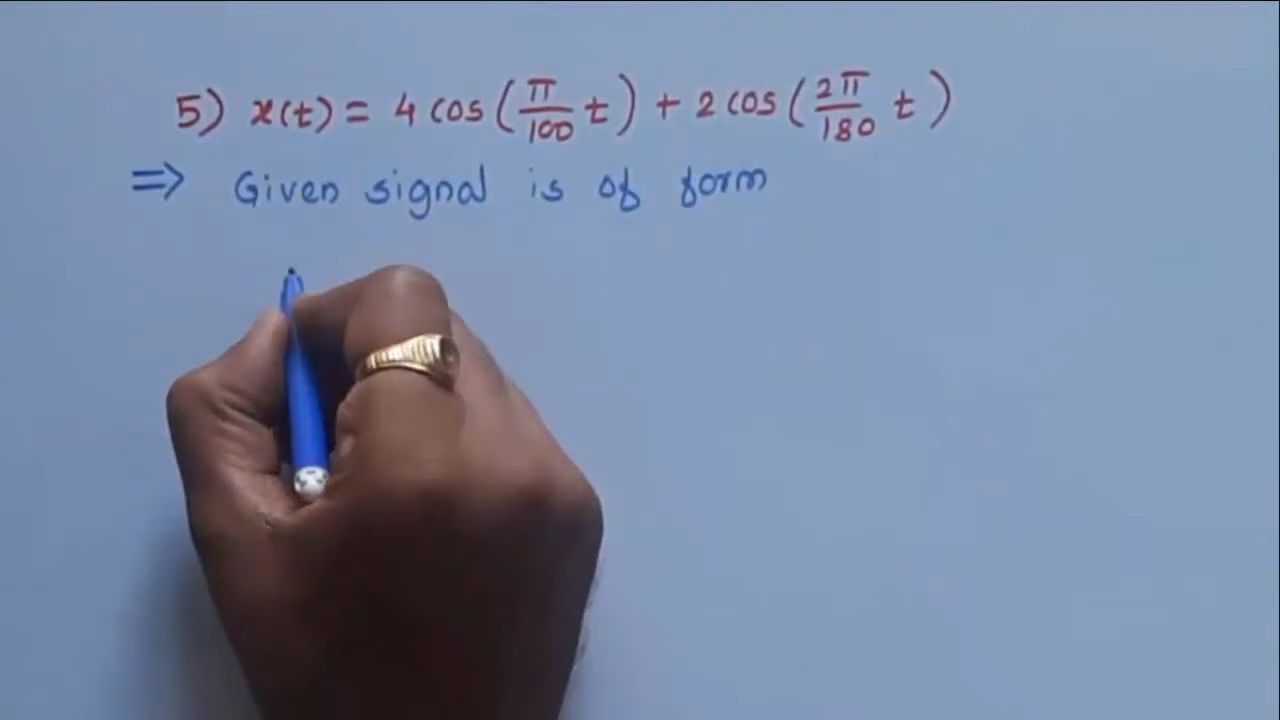 5) x(t) = 4 cos (π/100 t) + 2 cos (2π/180 t)
⇒ Given signal is of form